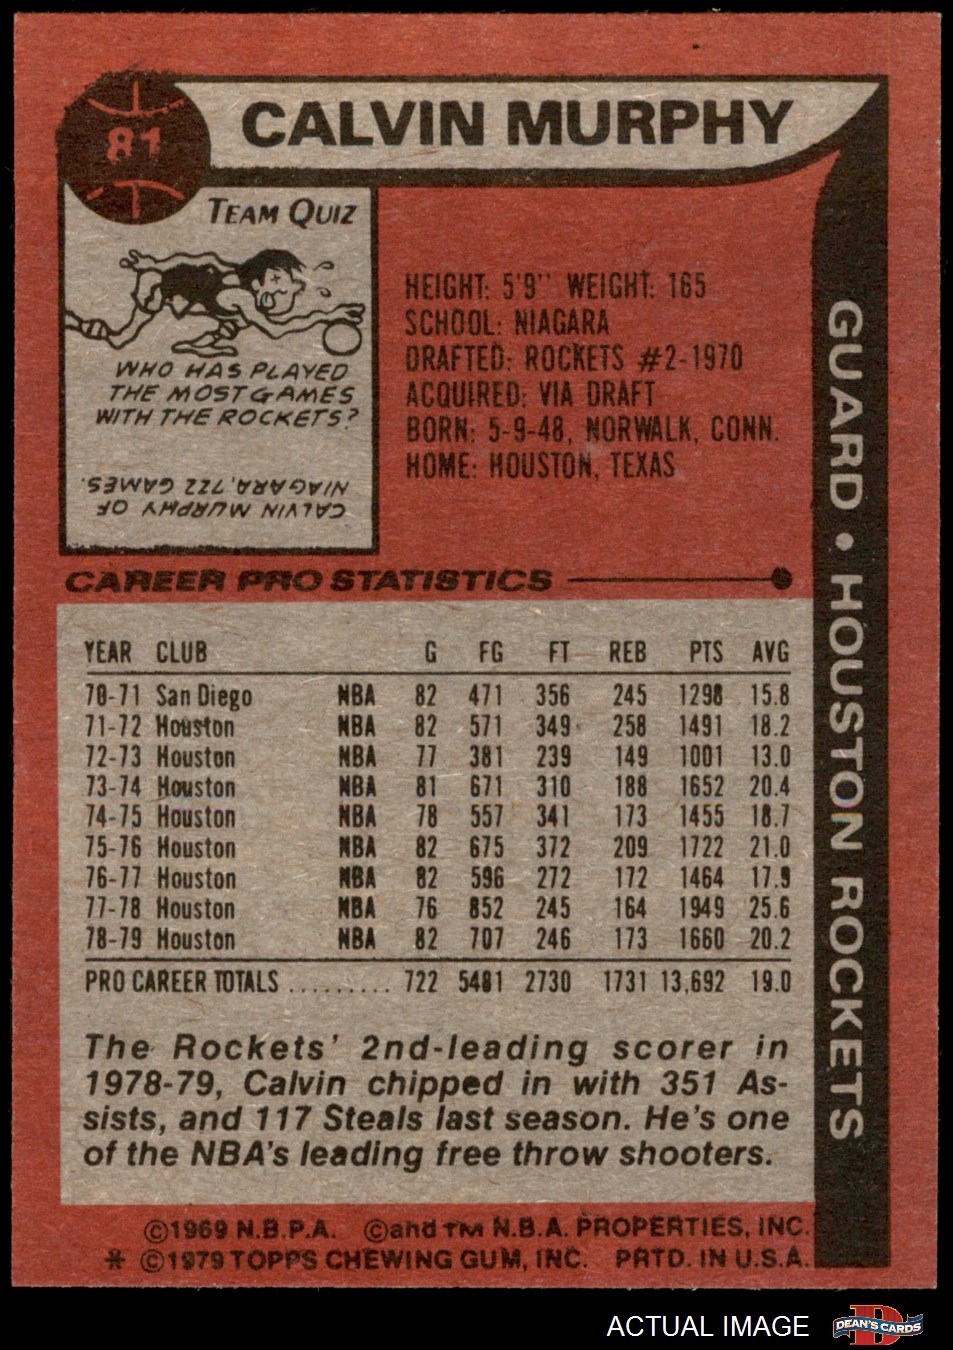 81
CALVIN MURPHY
TEAM QUIZ
WHO HAS PLAYED
THE MOST GAMES
WITH THE ROCKETS?
CALVIN MURPHY OF
NIAGARA, 722 GAMES.
HEIGHT: 5'9" WEIGHT: 165
SCHOOL: NIAGARA
DRAFTED: ROCKETS #2-1970
ACQUIRED: VIA DRAFT
BORN: 5-9-48, NORWALK, CONN.
HOME: HOUSTON, TEXAS
GUARD • HOUSTON ROCKETS
CAREER PRO STATISTICS
YEAR CLUB G FG FT REB PTS AVG
70-71 San Diego NBA 82 471 356 245 1298 15.8
71-72 Houston NBA 82 571 349 258 1491 18.2
72-73 Houston NBA 77 381 239 149 1001 13.0
73-74 Houston NBA 81 671 310 188 1652 20.4
74-75 Houston NBA 78 557 341 173 1455 18.7
75-76 Houston NBA 82 675 372 209 1722 21.0
76-77 Houston NBA 82 596 272 172 1464 17.9
77-78 Houston NBA 76 852 245 164 1949 25.6
78-79 Houston NBA 82 707 246 173 1660 20.2
PRO CAREER TOTALS .......... 722 5481 2730 1731 13,692 19.0
The Rockets' 2nd-leading scorer in
1978-79, Calvin chipped in with 351 As-
sists, and 117 Steals last season. He's one
of the NBA's leading free throw shooters.
©1969 N.B.P.A. ©and TM N.B.A. PROPERTIES, INC.
* ©1979 TOPPS CHEWING GUM, INC. PRTD. IN U.S.A.
ACTUAL IMAGE
D
DEAN'S CARDS